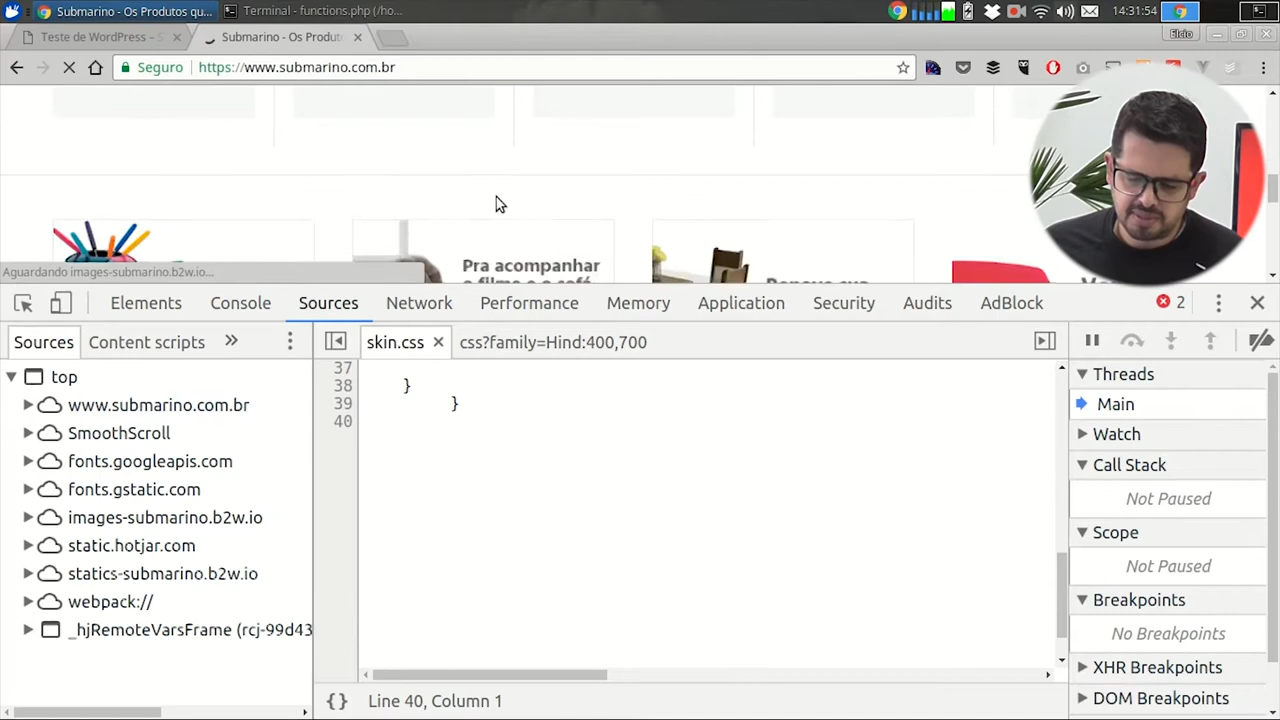 Submarino - Os Produtos qu...
Terminal - functions.php (/ho...
14:31:54
Teste de WordPress – S
Submarino - Os Produto
Elcio
Seguro
https://www.submarino.com.br
Pra acompanhar
o filme e o café
Aguardando images-submarino.b2w.io...
Elements
Console
Sources
Network
Performance
Memory
Application
Security
Audits
AdBlock
2
Sources
Content scripts
skin.css
css?family=Hind:400,700
top
www.submarino.com.br
SmoothScroll
fonts.googleapis.com
fonts.gstatic.com
images-submarino.b2w.io
static.hotjar.com
statics-submarino.b2w.io
webpack://
_hjRemoteVarsFrame (rcj-99d43
37
38 }
39 }
40
{} Line 40, Column 1
Threads
Main
Watch
Call Stack
Not Paused
Scope
Not Paused
Breakpoints
No Breakpoints
XHR Breakpoints
DOM Breakpoints